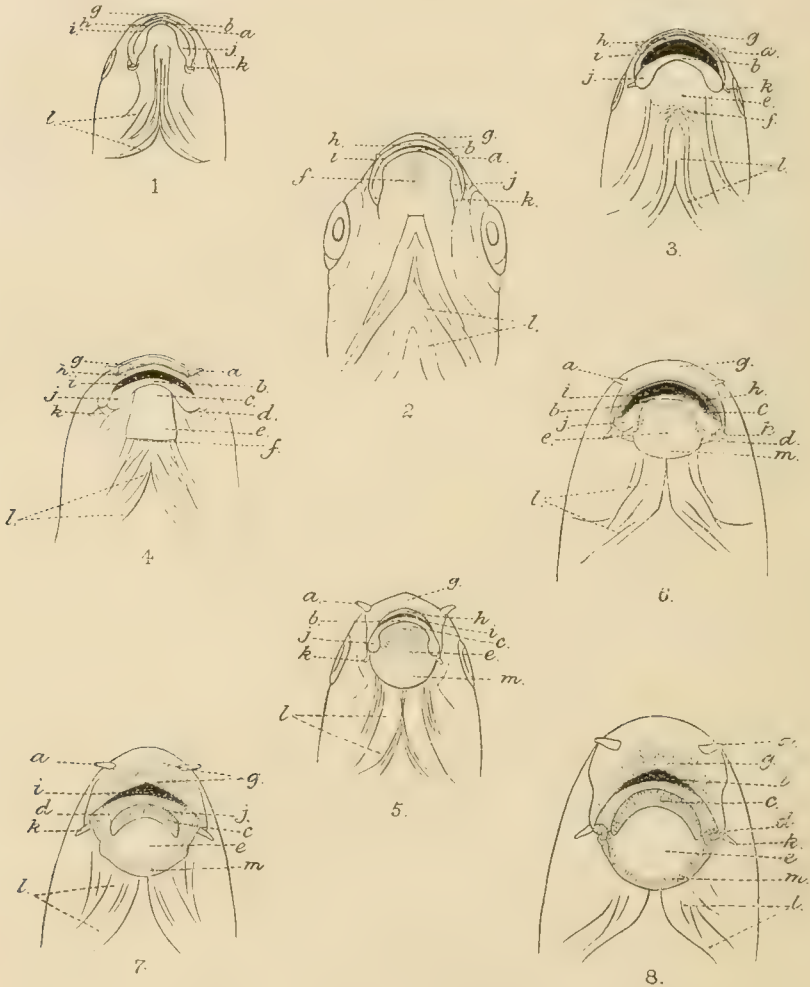 g.
h.
i.
b
a
j
k
l
1
g.
b
h
a.
i
j
f
k.
l.
2
g.
h
a.
i
b
j
k
e.
f.
l.
3.
g
a
h
i
b.
j
c.
k
d.
e
f.
l.
4
a
g.
i
h.
b
c
j
e
d.
m.
l.
6.
a.
g.
b
h
i
j
c.
k
e.
m.
l
5.
a
g.
i
d
j.
k
c
e
m
l.
7.
g.
i
c.
d.
k.
e
m.
l.
8.